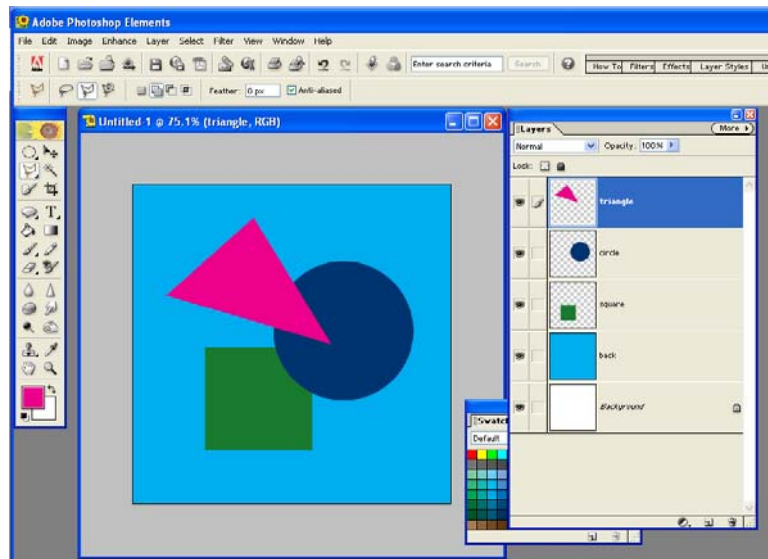 Adobe Photoshop Elements
File Edit Image Enhance Layer Select Filter View Window Help
Enter search criteria Search How To Filters Effects Layer Styles
Feather: 0 px Anti-aliased
Untitled-1 @ 75.1% (triangle, RGB)
Layers More
Normal Opacity: 100%
Lock:
triangle
circle
square
back
Background
Swatc
Default